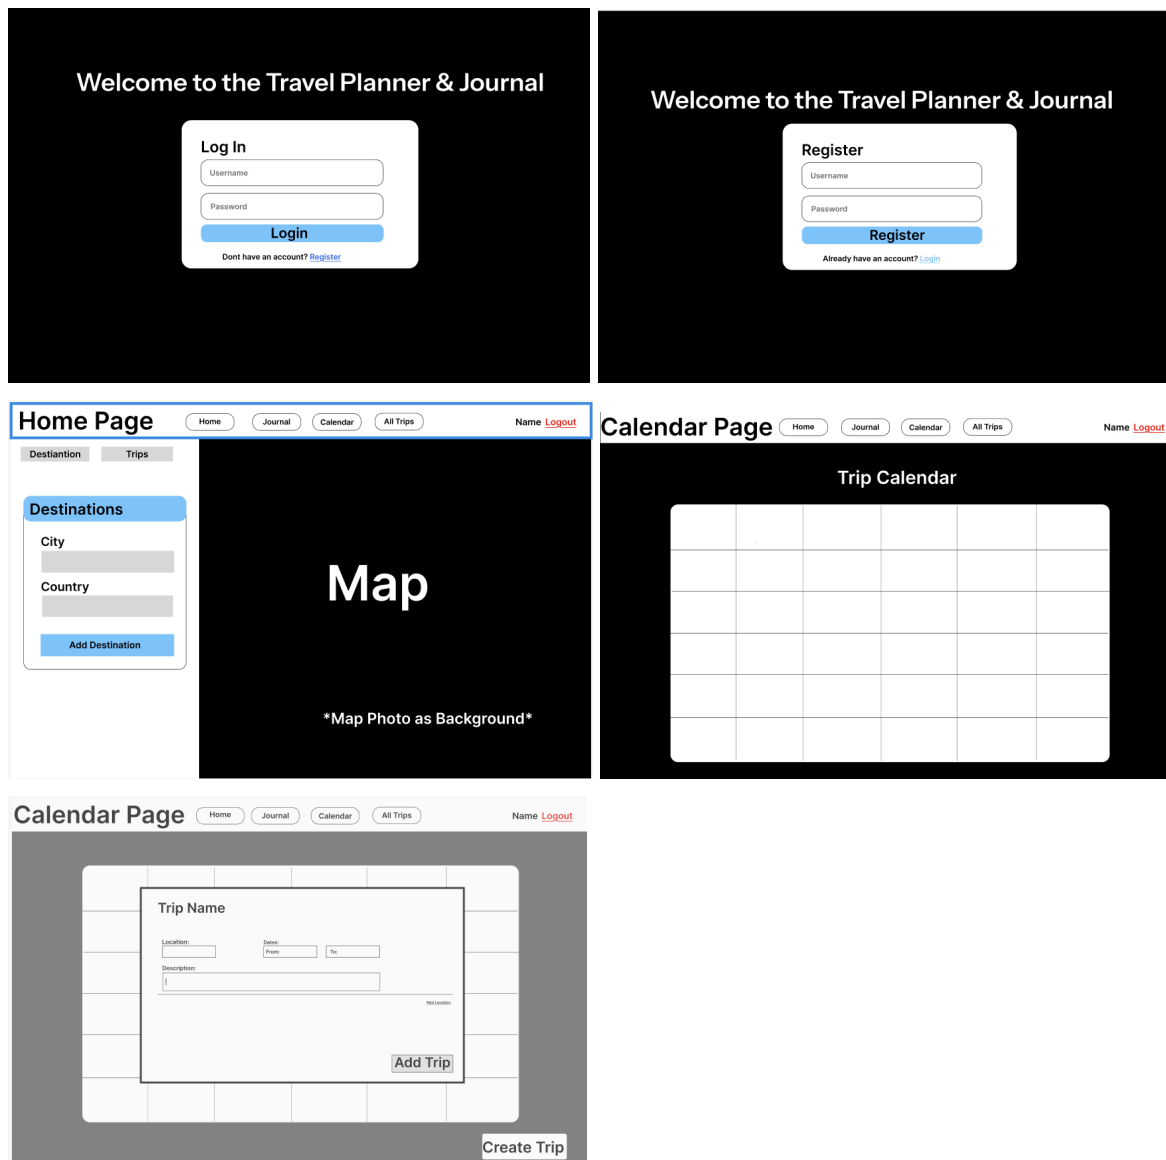 Welcome to the Travel Planner & Journal
Log In
Username
Password
Login
Dont have an account? Register
Welcome to the Travel Planner & Journal
Register
Username
Password
Register
Already have an account? Login
Home Page
Home
Journal
Calendar
All Trips
Name Logout
Destiantion
Trips
Destinations
City
Country
Add Destination
Map
*Map Photo as Background*
Calendar Page
Home
Journal
Calendar
All Trips
Name Logout
Trip Calendar
Calendar Page
Home
Journal
Calendar
All Trips
Name Logout
Trip Name
Location:
Dates:
From:
To:
Description:
Add Location
Add Trip
Create Trip